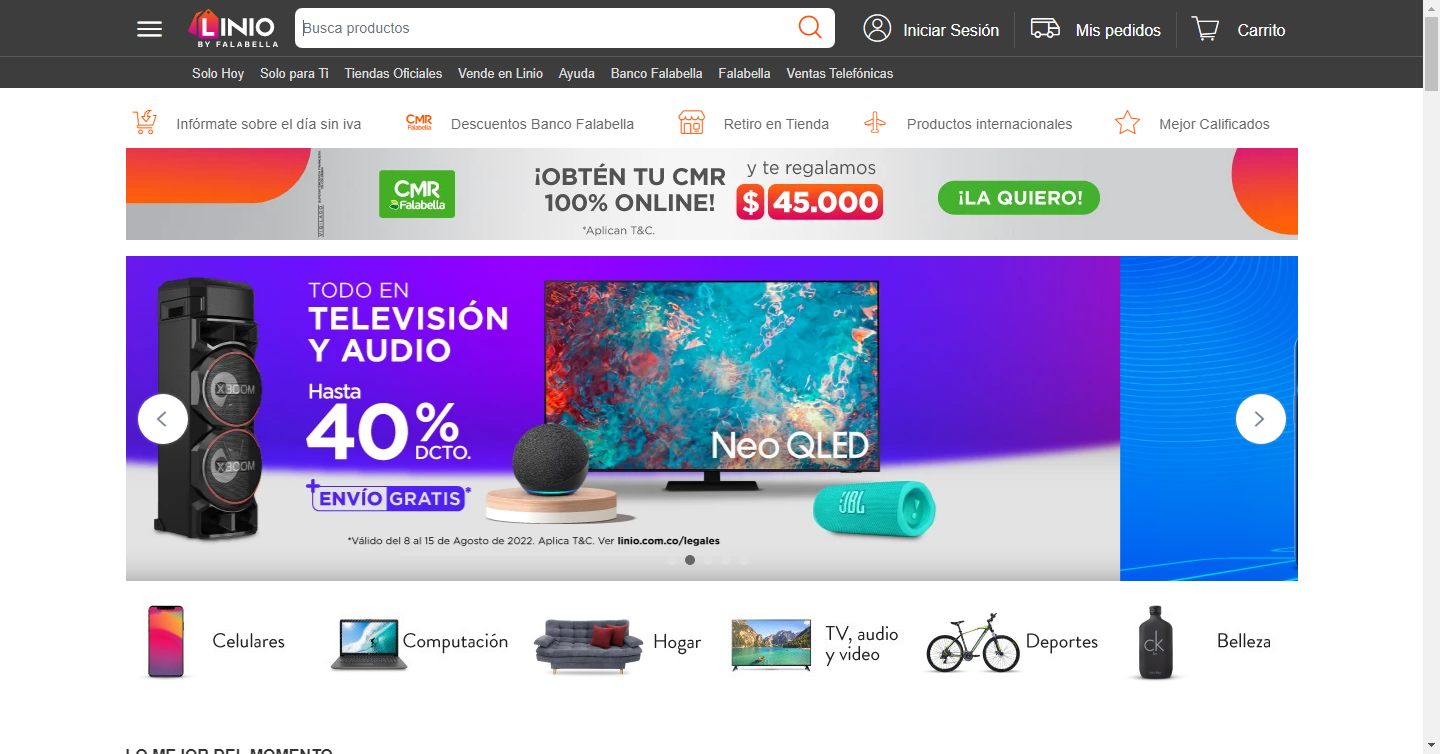 LINIO
BY FALABELLA
Busca productos
Iniciar Sesión
Mis pedidos
Carrito
Solo Hoy
Solo para Ti
Tiendas Oficiales
Vende en Linio
Ayuda
Banco Falabella
Falabella
Ventas Telefónicas
CMR
Falabella
Infórmate sobre el día sin iva
Descuentos Banco Falabella
Retiro en Tienda
Productos internacionales
Mejor Calificados
CMR
Falabella
¡OBTÉN TU CMR
100% ONLINE!
*Aplican T&C.
y te regalamos
$ 45.000
¡LA QUIERO!
TODO EN
TELEVISIÓN
Y AUDIO
Hasta
40%
DCTO.
+ENVÍO GRATIS*
XBOOM
XBOOM
Neo QLED
JBL
*Válido del 8 al 15 de Agosto de 2022. Aplica T&C. Ver linio.com.co/legales
Celulares
Computación
Hogar
TV, audio
y video
Deportes
ck
Belleza
LO MEJOR DEL MOMENTO